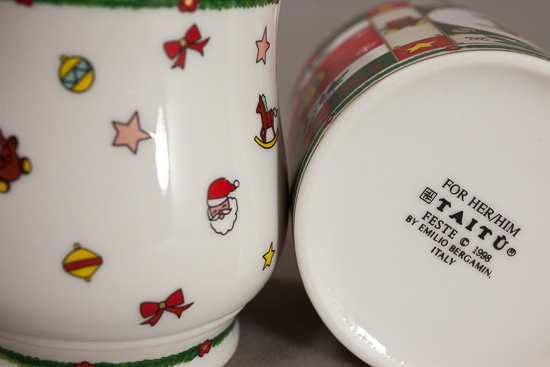 FOR HER/HIM
TAITÙ®
FESTE © 1998
BY EMILIO BERGAMIN.
ITALY